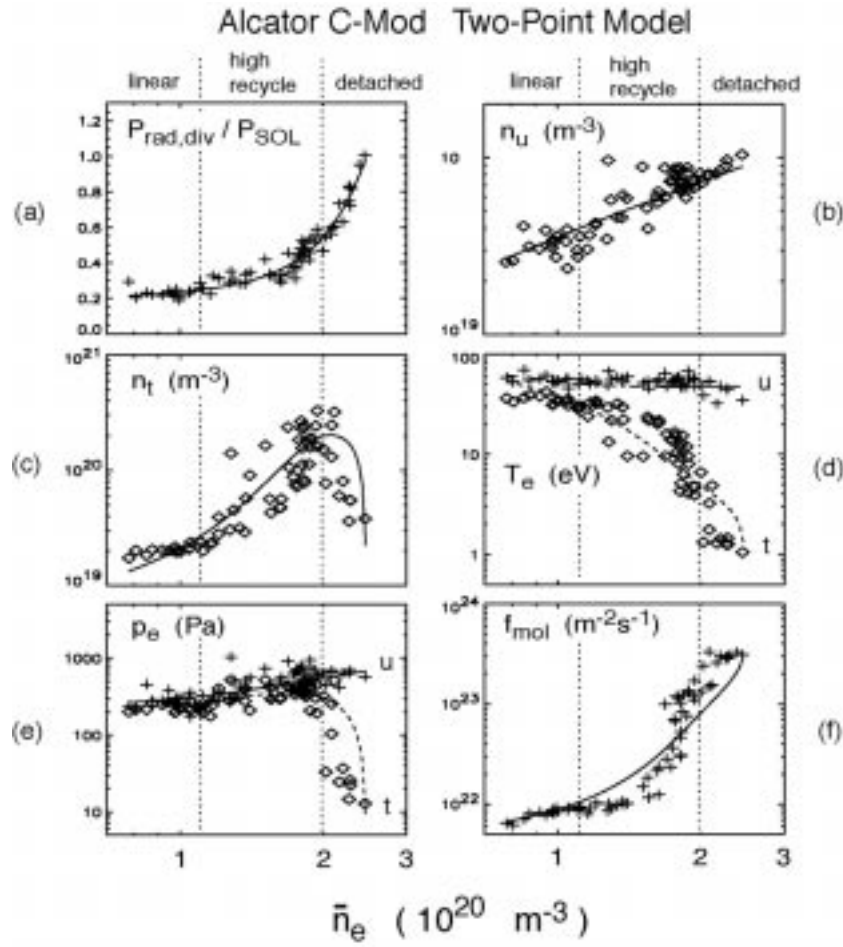 Alcator C-Mod Two-Point Model
linear high recycle detached
linear high recycle detached
(a)
P_rad,div / P_SOL
1.2
1.0
0.8
0.6
0.4
0.2
0.0
n_u (m^-3)
10
10^19
(b)
(c)
n_t (m^-3)
10^21
10^20
10^19
T_e (eV)
100
10
1
u
t
(d)
(e)
p_e (Pa)
1000
100
10
u
t
f_mol (m^-2 s^-1)
10^24
10^23
10^22
(f)
1 2 3
1 2 3
n̄_e ( 10^20 m^-3 )